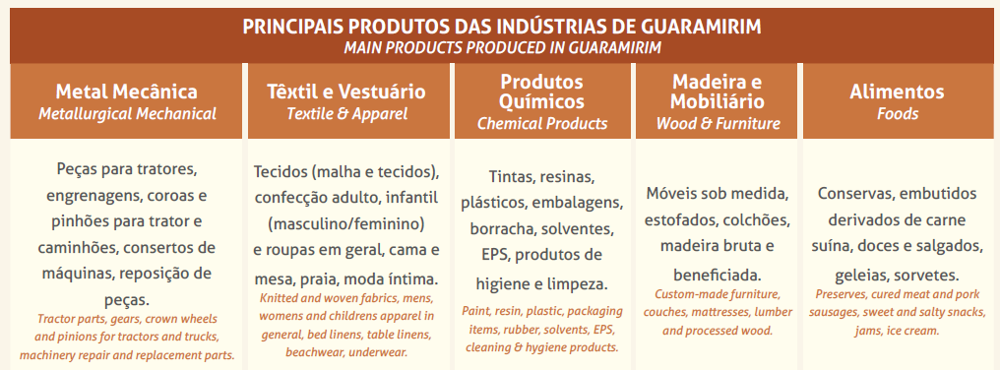 PRINCIPAIS PRODUTOS DAS INDÚSTRIAS DE GUARAMIRIM
MAIN PRODUCTS PRODUCED IN GUARAMIRIM
Metal Mecânica
Metallurgical Mechanical
Têxtil e Vestuário
Textile & Apparel
Produtos
Químicos
Chemical Products
Madeira e
Mobiliário
Wood & Furniture
Alimentos
Foods
Peças para tratores,
engrenagens, coroas e
pinhões para trator e
caminhões, consertos de
máquinas, reposição de
peças.
Tractor parts, gears, crown wheels
and pinions for tractors and trucks,
machinery repair and replacement parts.
Tecidos (malha e tecidos),
confecção adulto, infantil
(masculino/feminino)
e roupas em geral, cama e
mesa, praia, moda íntima.
Knitted and woven fabrics, mens,
womens and childrens apparel in
general, bed linens, table linens,
beachwear, underwear.
Tintas, resinas,
plásticos, embalagens,
borracha, solventes,
EPS, produtos de
higiene e limpeza.
Paint, resin, plastic, packaging
items, rubber, solvents, EPS,
cleaning & hygiene products.
Móveis sob medida,
estofados, colchões,
madeira bruta e
beneficiada.
Custom-made furniture,
couches, mattresses, lumber
and processed wood.
Conservas, embutidos
derivados de carne
suína, doces e salgados,
geleias, sorvetes.
Preserves, cured meat and pork
sausages, sweet and salty snacks,
jams, ice cream.